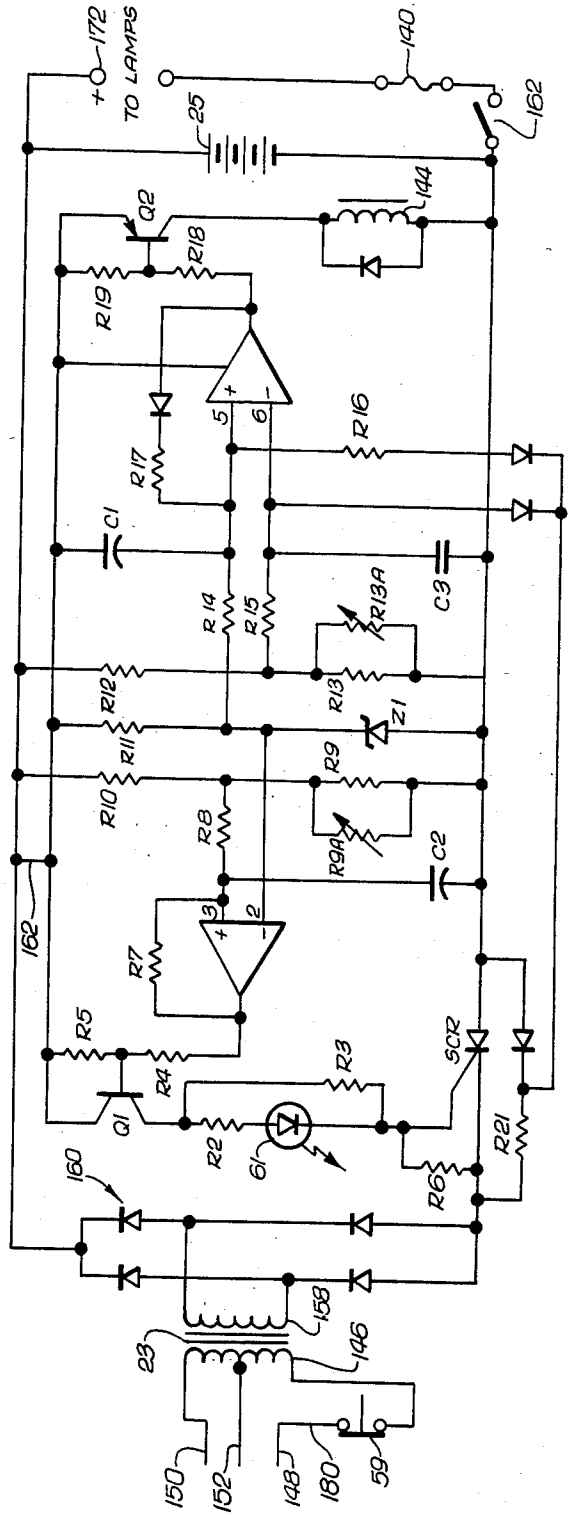 172
+
TO LAMPS
140
162
25
Q2
144
R19
R18
+
5
-
6
R17
R16
C1
C3
R14
R15
R12
R13
RR13A
R11
Z1
R10
R9
R9A
R8
C2
162
+
3
-
2
R7
R5
R4
R3
SCR
Q1
R2
61
R6
R21
160
23
158
146
150
152
148
180
59